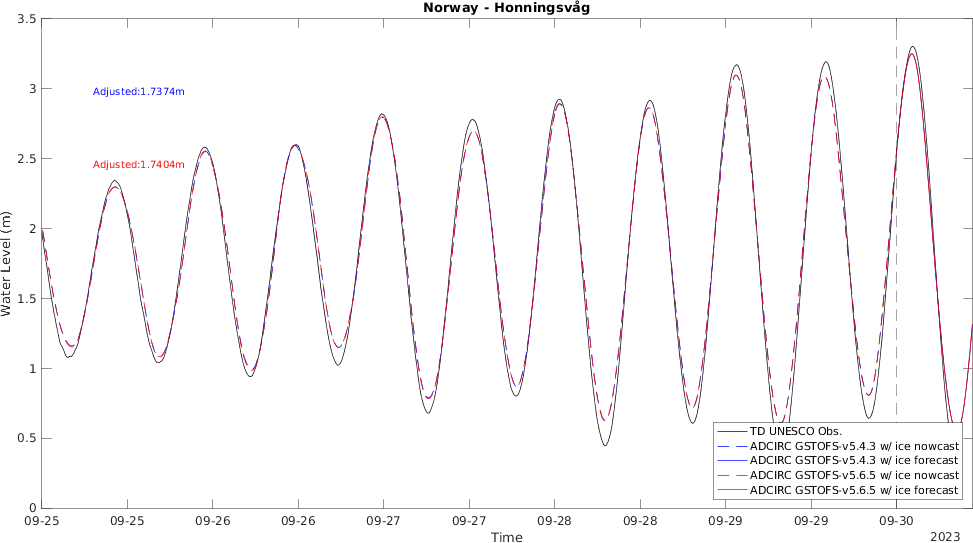 Norway - Honningsvåg
3.5
3
2.5
2
1.5
1
0.5
0
Water Level (m)
Adjusted:1.7374m
Adjusted:1.7404m
TD UNESCO Obs.
ADCIRC GSTOFS-v5.4.3 w/ ice nowcast
ADCIRC GSTOFS-v5.4.3 w/ ice forecast
ADCIRC GSTOFS-v5.6.5 w/ ice nowcast
ADCIRC GSTOFS-v5.6.5 w/ ice forecast
09-25 09-25 09-26 09-26 09-27 09-27 09-28 09-28 09-29 09-29 09-30
Time
2023